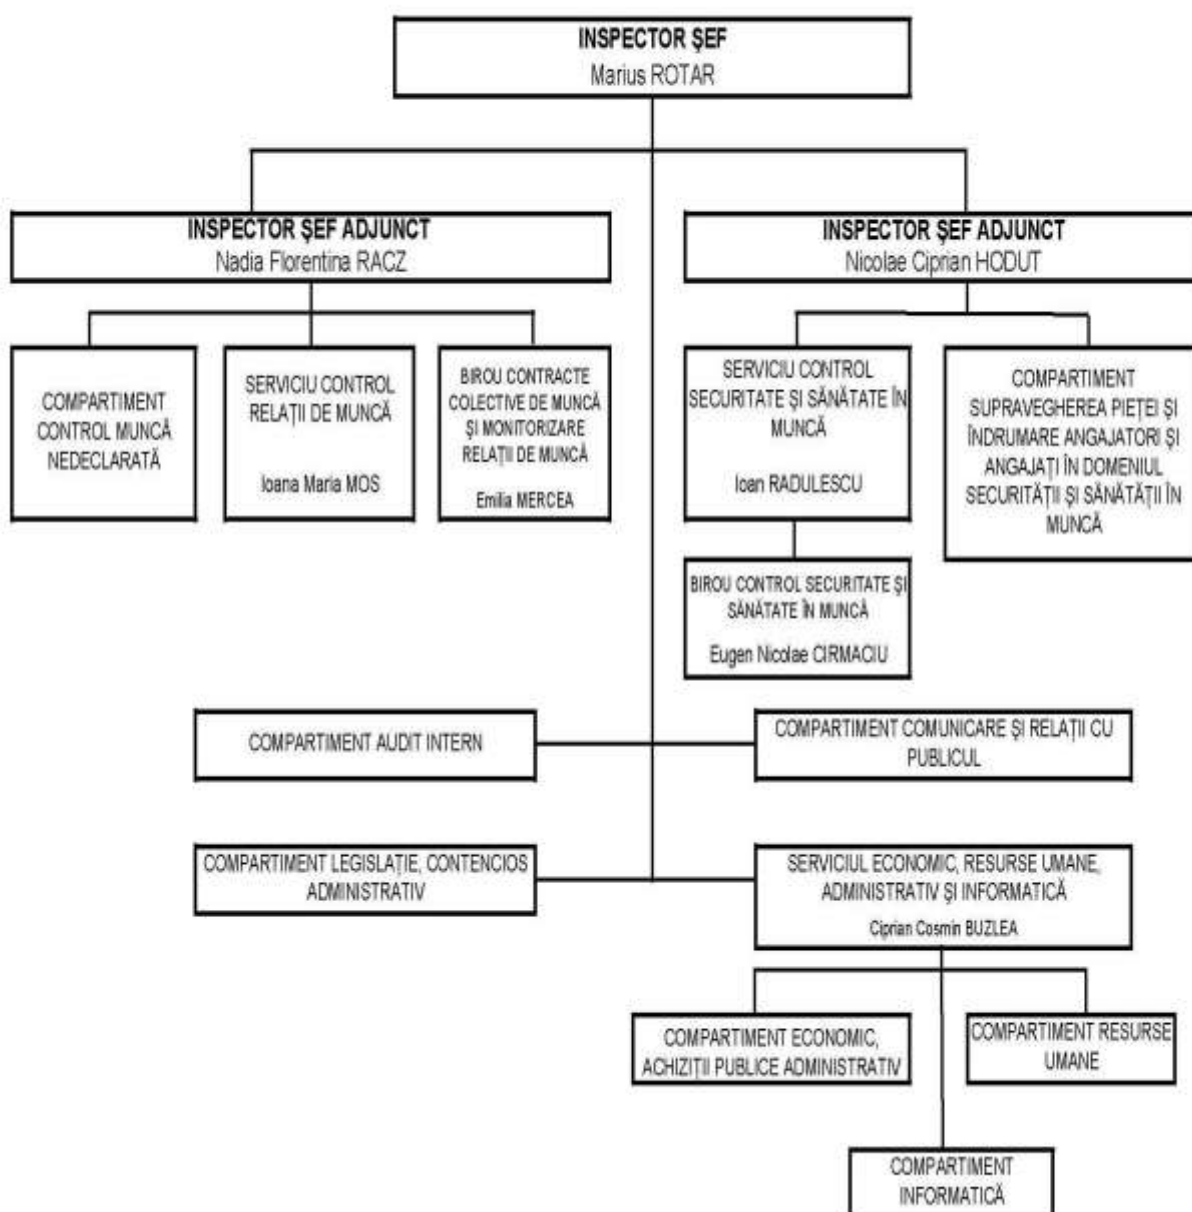 INSPECTOR ŞEF
Marius ROTAR
INSPECTOR ŞEF ADJUNCT
Nadia Florentina RACZ
INSPECTOR ŞEF ADJUNCT
Nicolae Ciprian HODUT
COMPARTIMENT
CONTROL MUNCĂ
NEDECLARATĂ
SERVICIU CONTROL
RELAŢII DE MUNCĂ
Ioana Maria MOS
BIROU CONTRACTE
COLECTIVE DE MUNCĂ
ŞI MONITORIZARE
RELAŢII DE MUNCĂ
Emilia MERCEA
SERVICIU CONTROL
SECURITATE ŞI SĂNĂTATE ÎN
MUNCĂ
Ioan RADULESCU
COMPARTIMENT
SUPRAVEGHEREA PIEŢEI ŞI
ÎNDRUMARE ANGAJATORI ŞI
ANGAJAŢI ÎN DOMENIUL
SECURITĂŢII ŞI SĂNĂTĂŢII ÎN
MUNCĂ
BIROU CONTROL SECURITATE ŞI
SĂNĂTATE ÎN MUNCĂ
Eugen Nicolae CIRMACIU
COMPARTIMENT AUDIT INTERN
COMPARTIMENT COMUNICARE ŞI RELAŢII CU
PUBLICUL
COMPARTIMENT LEGISLAŢIE, CONTENCIOS
ADMINISTRATIV
SERVICIUL ECONOMIC, RESURSE UMANE,
ADMINISTRATIV ŞI INFORMATICĂ
Ciprian Cosmin BUZLEA
COMPARTIMENT ECONOMIC,
ACHIZIŢII PUBLICE ADMINISTRATIV
COMPARTIMENT RESURSE
UMANE
COMPARTIMENT
INFORMATICĂ